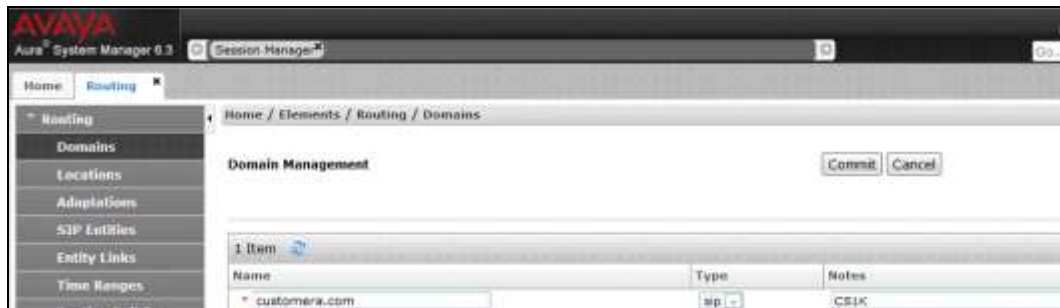 AVAYA
Aura® System Manager 6.3
Session Manager
Go...
Home Routing
Routing
Home / Elements / Routing / Domains
Domains
Domain Management
Commit Cancel
Locations
Adaptations
SIP Entities
1 Item
Entity Links
Name Type Notes
Time Ranges
* customera.com sip CS1K